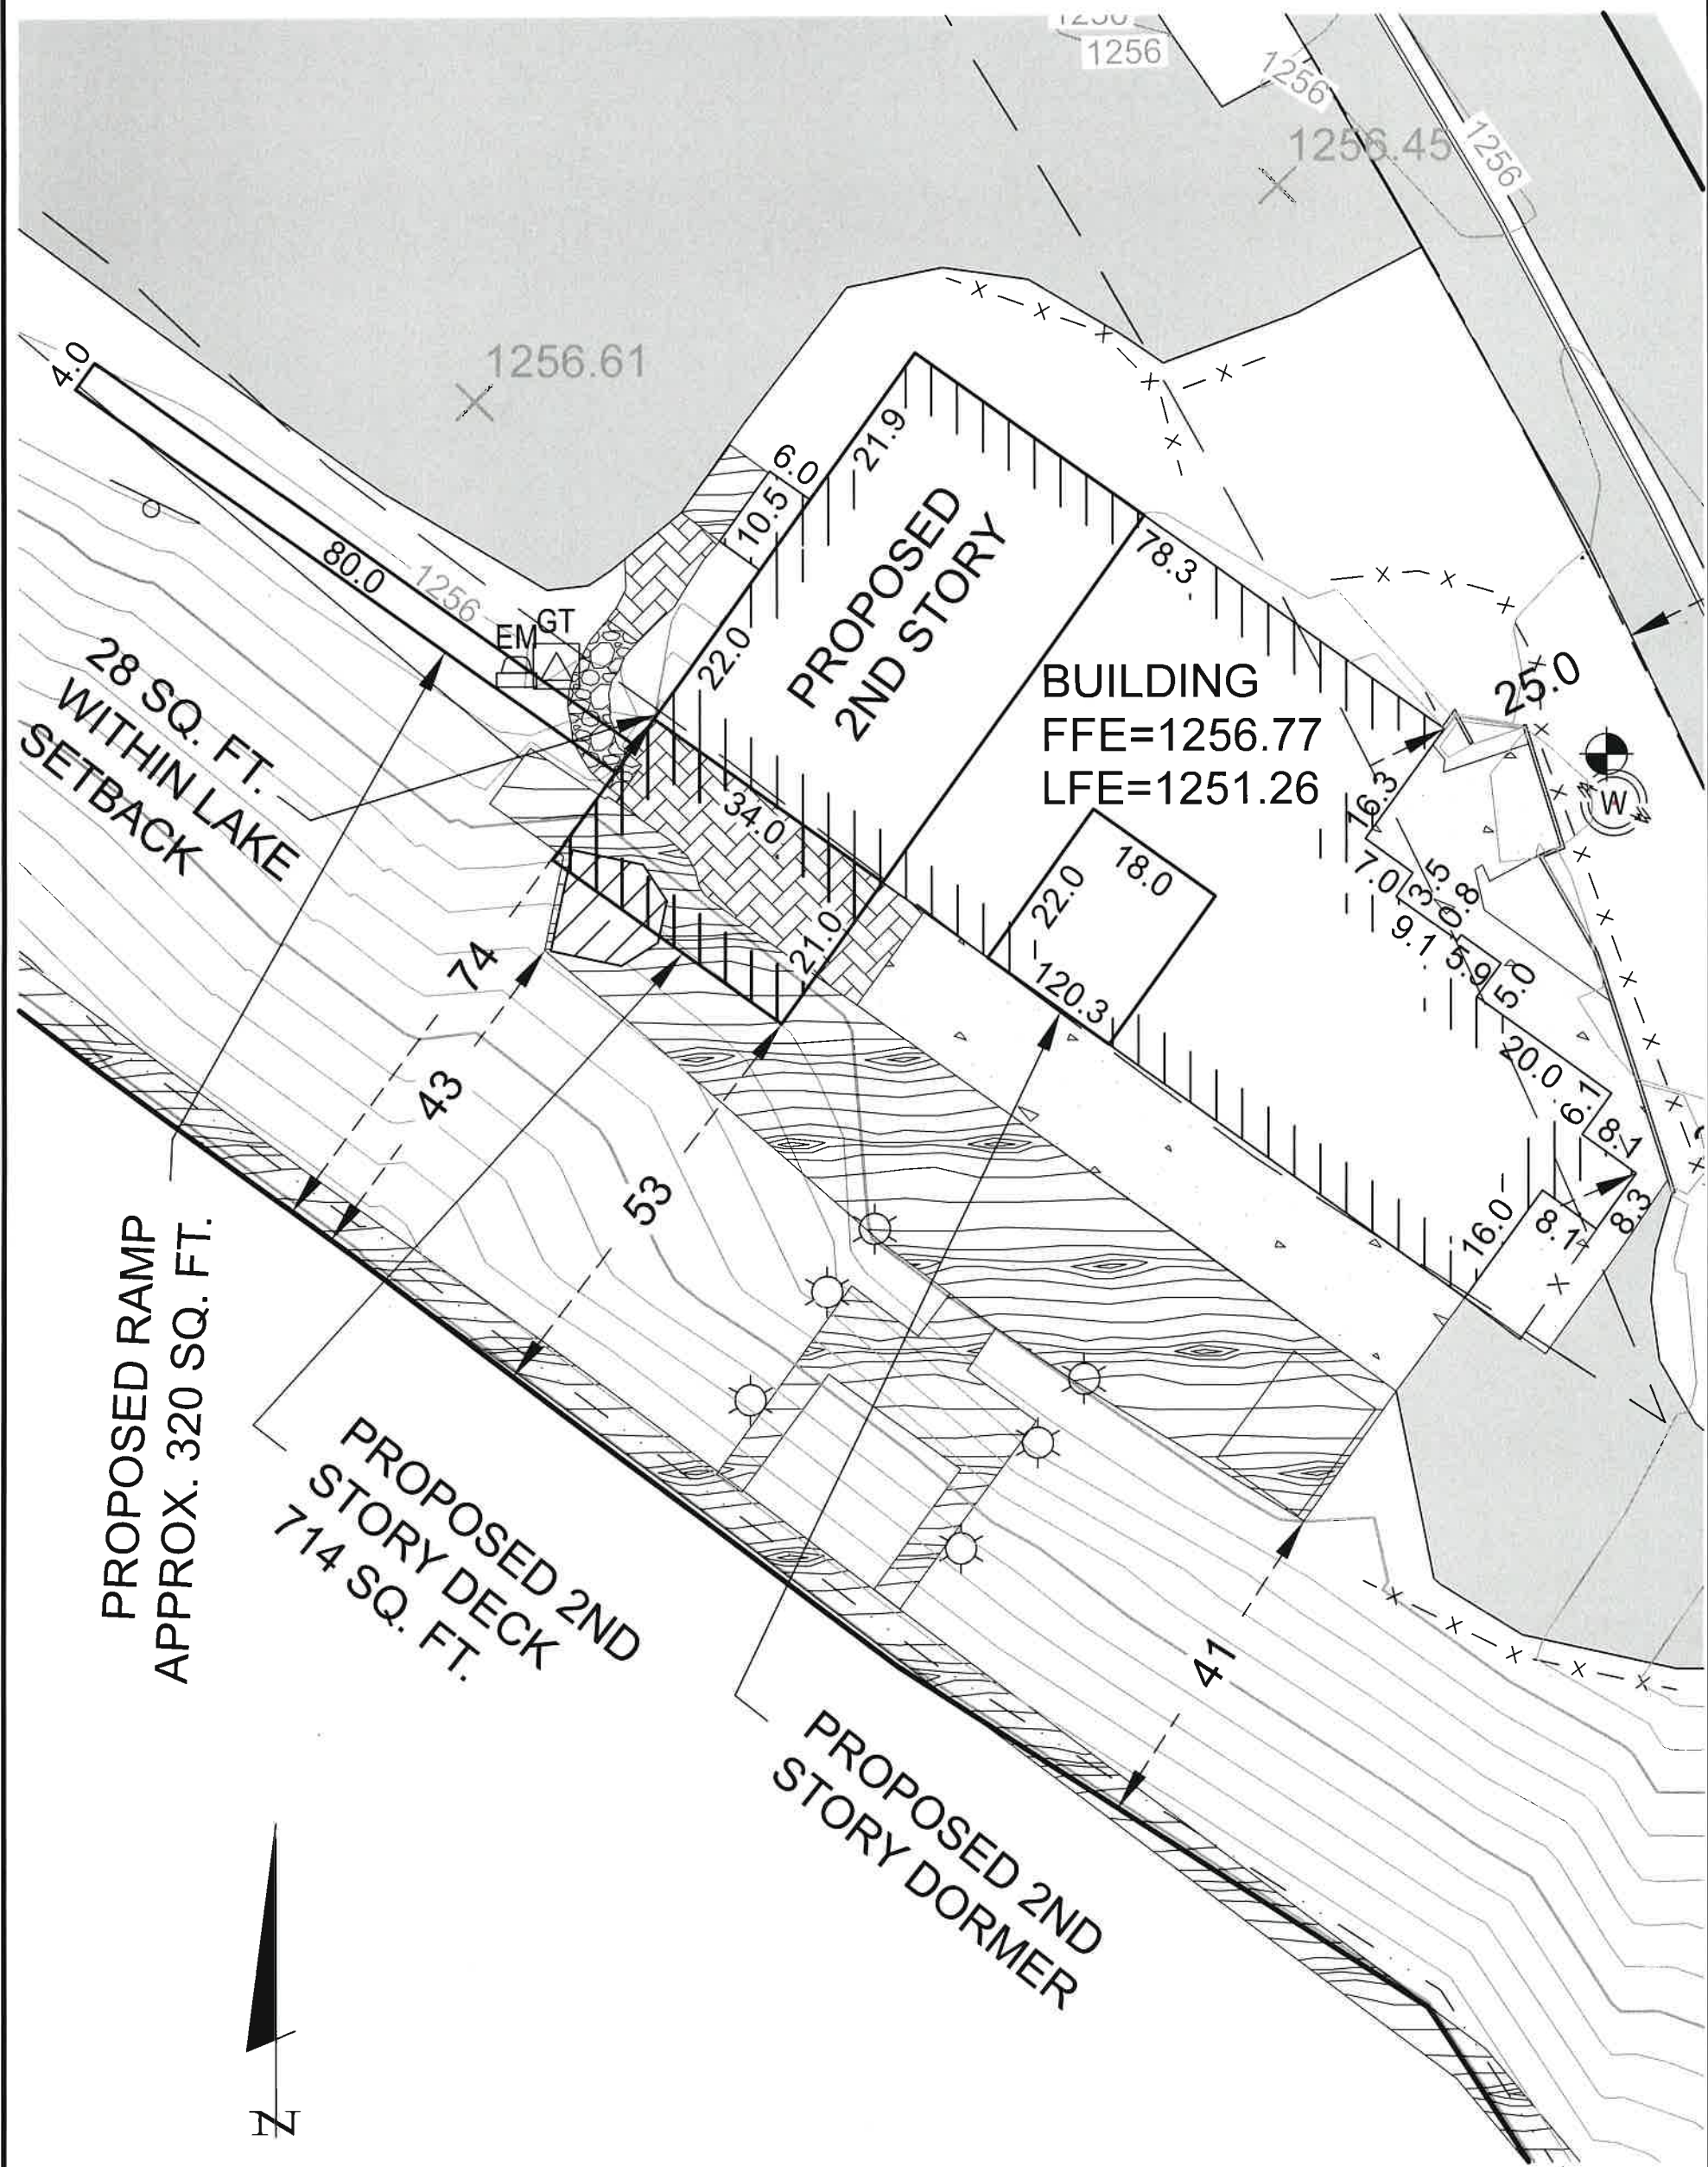 1256
1256
1256.45
1256
1256.61
4.0
80.0
1256
EM
GT
6.0
10.5
21.9
22.0
PROPOSED
2ND STORY
78.3
BUILDING
FFE=1256.77
LFE=1251.26
25.0
28 SQ. FT.
WITHIN LAKE
SETBACK
34.0
21.0
22.0
18.0
120.3
16.3
W
7.0
3.5
0.8
9.1
5.9
5.0
20.0
6.1
8.1
8.3
8.1
16.0
74
43
53
41
PROPOSED RAMP
APPROX. 320 SQ. FT.
PROPOSED 2ND
STORY DECK
714 SQ. FT.
PROPOSED 2ND
STORY DORMER
N